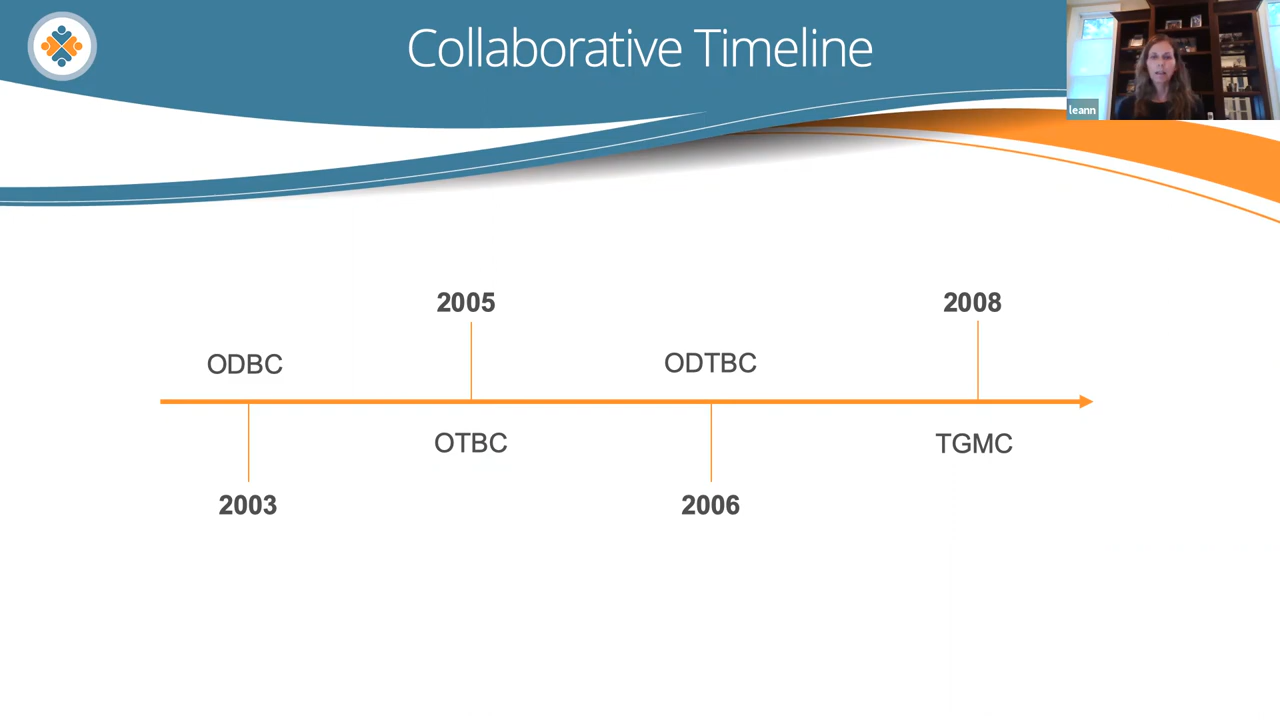 Collaborative Timeline
leann
2005
2008
ODBC
ODTBC
OTBC
TGMC
2003
2006